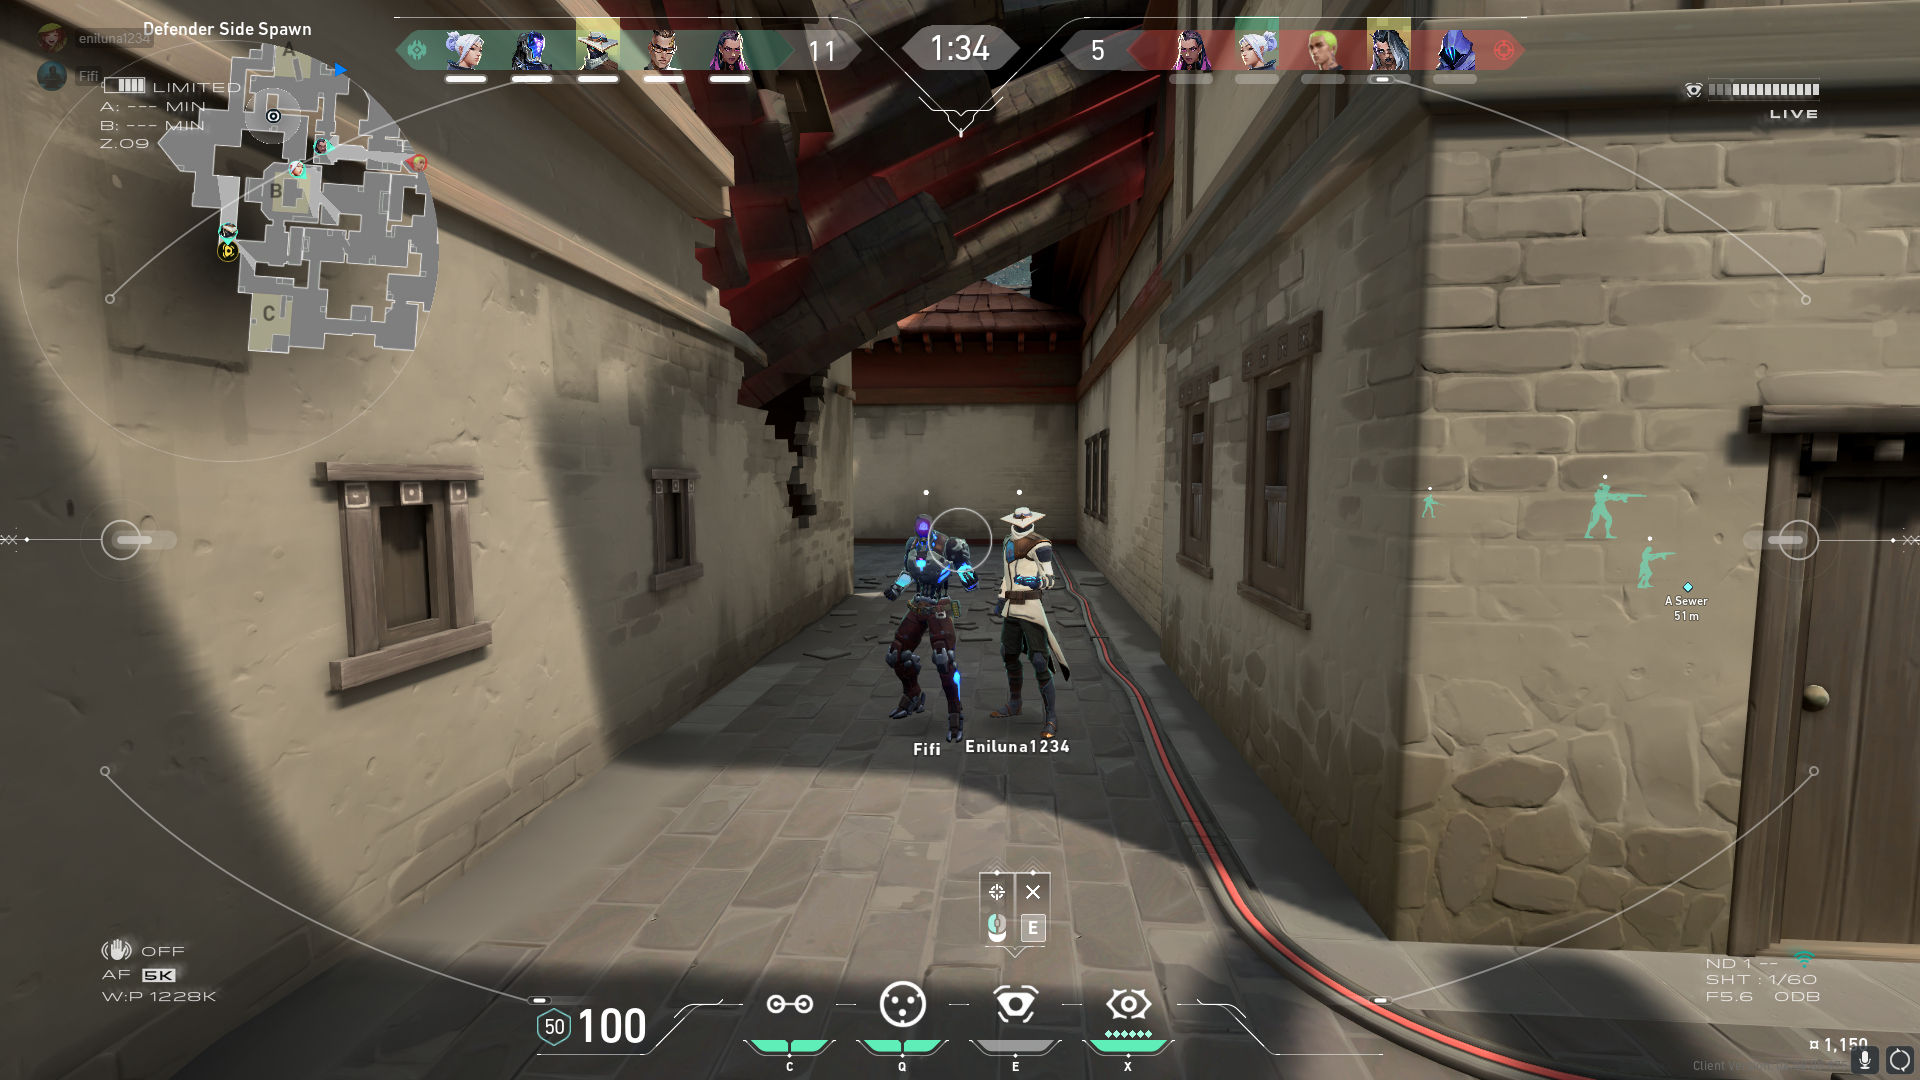 eniluna1234
Fifi
Defender Side Spawn
LIMITED
A: --- MIN
B: --- MIN
Z.09
A
B
C
11
1:34
5
LIVE
A Sewer
51m
Fifi
Eniluna1234
E
OFF
AF 5K
W:P 1228K
50
100
C
Q
E
X
ND 1 --
SHT : 1/60
F5.6 0DB
¤ 1,150